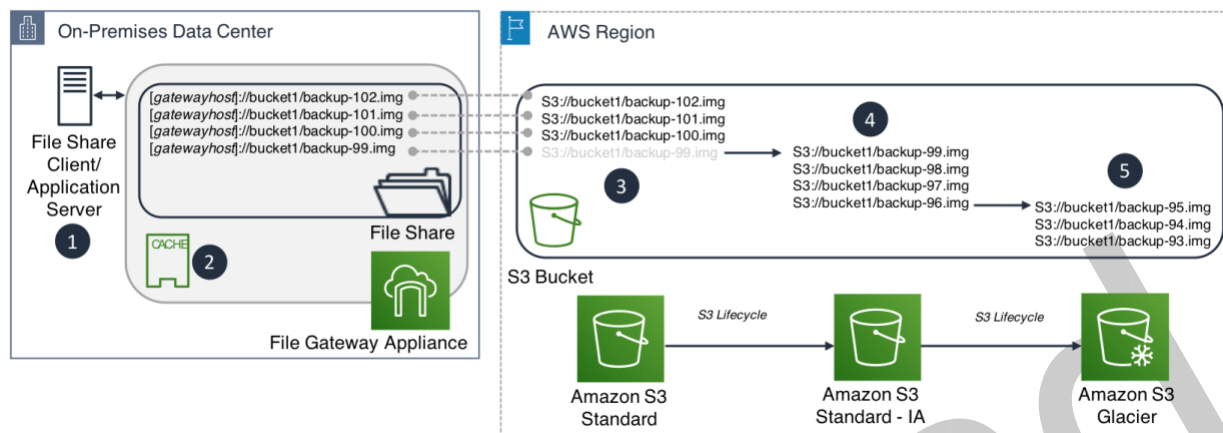 On-Premises Data Center
File Share
Client/
Application
Server
1
[gatewayhost]://bucket1/backup-102.img
[gatewayhost]://bucket1/backup-101.img
[gatewayhost]://bucket1/backup-100.img
[gatewayhost]://bucket1/backup-99.img
File Share
CACHE
2
File Gateway Appliance
AWS Region
S3://bucket1/backup-102.img
S3://bucket1/backup-101.img
S3://bucket1/backup-100.img
S3://bucket1/backup-99.img
3
4
S3://bucket1/backup-99.img
S3://bucket1/backup-98.img
S3://bucket1/backup-97.img
S3://bucket1/backup-96.img
5
S3://bucket1/backup-95.img
S3://bucket1/backup-94.img
S3://bucket1/backup-93.img
S3 Bucket
S3 Lifecycle
S3 Lifecycle
Amazon S3
Standard
Amazon S3
Standard - IA
Amazon S3
Glacier